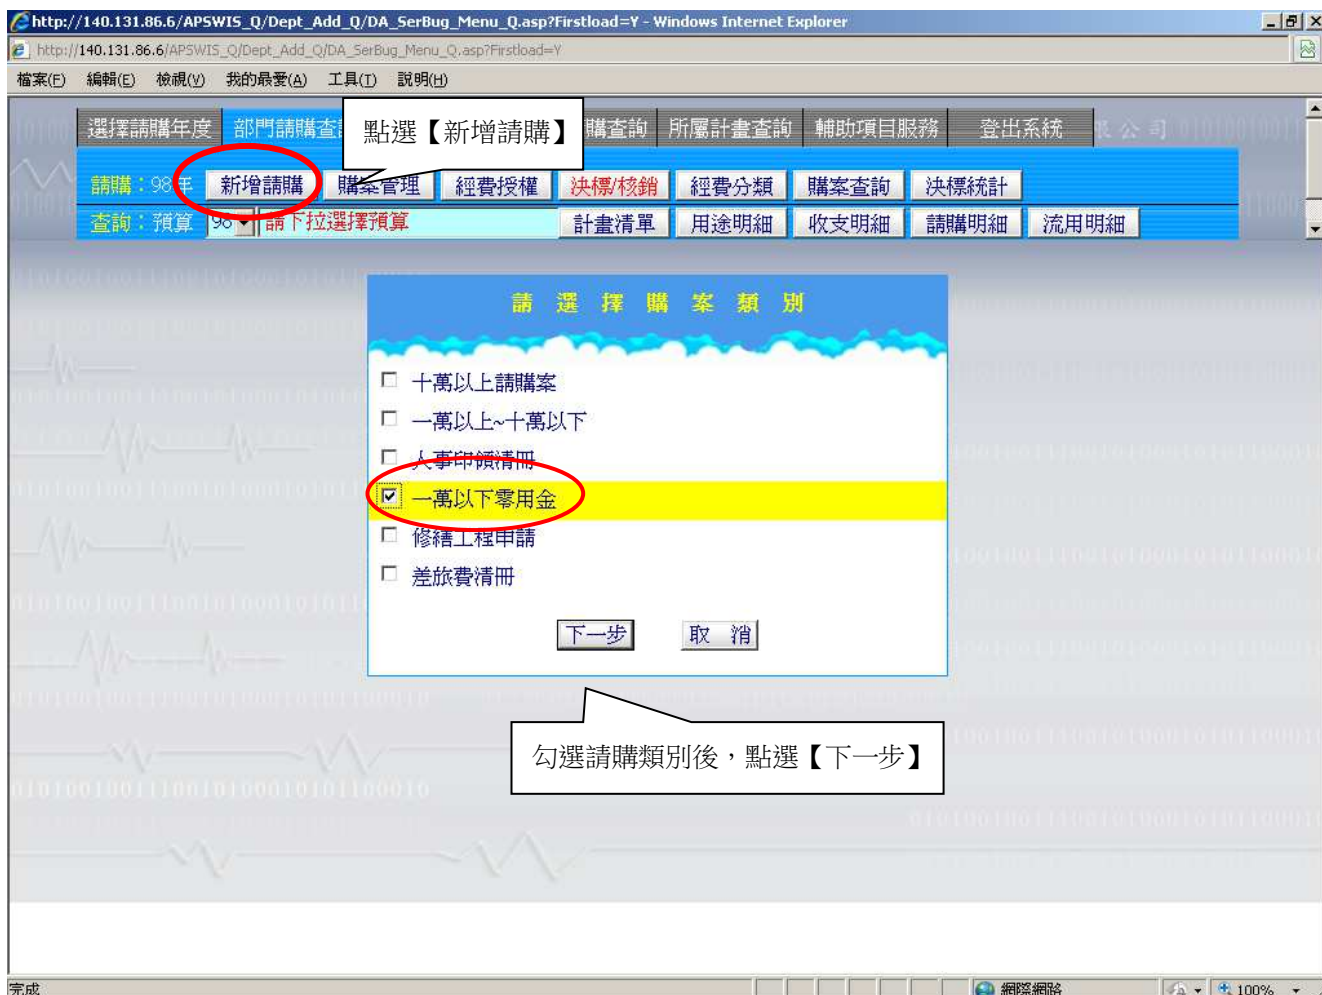 http://140.131.86.6/APSWIS_Q/Dept_Add_Q/DA_SerBug_Menu_Q.asp?Firstload=Y - Windows Internet Explorer
http://140.131.86.6/APSWIS_Q/Dept_Add_Q/DA_SerBug_Menu_Q.asp?Firstload=Y
檔案(F) 編輯(E) 檢視(V) 我的最愛(A) 工具(T) 說明(H)
選擇請購年度 部門請購查 購查詢 所屬計畫查詢 輔助項目服務 登出系統 限公司
點選【新增請購】
請購：98年 新增請購 購案管理 經費授權 決標/核銷 經費分類 購案查詢 決標統計
查詢：預算 98 請下拉選擇預算 計畫清單 用途明細 收支明細 請購明細 流用明細
請選擇購案類別
十萬以上請購案
一萬以上~十萬以下
人事印領清冊
一萬以下零用金
修繕工程申請
差旅費清冊
下一步 取 消
勾選請購類別後，點選【下一步】
完成 網際網路 100%